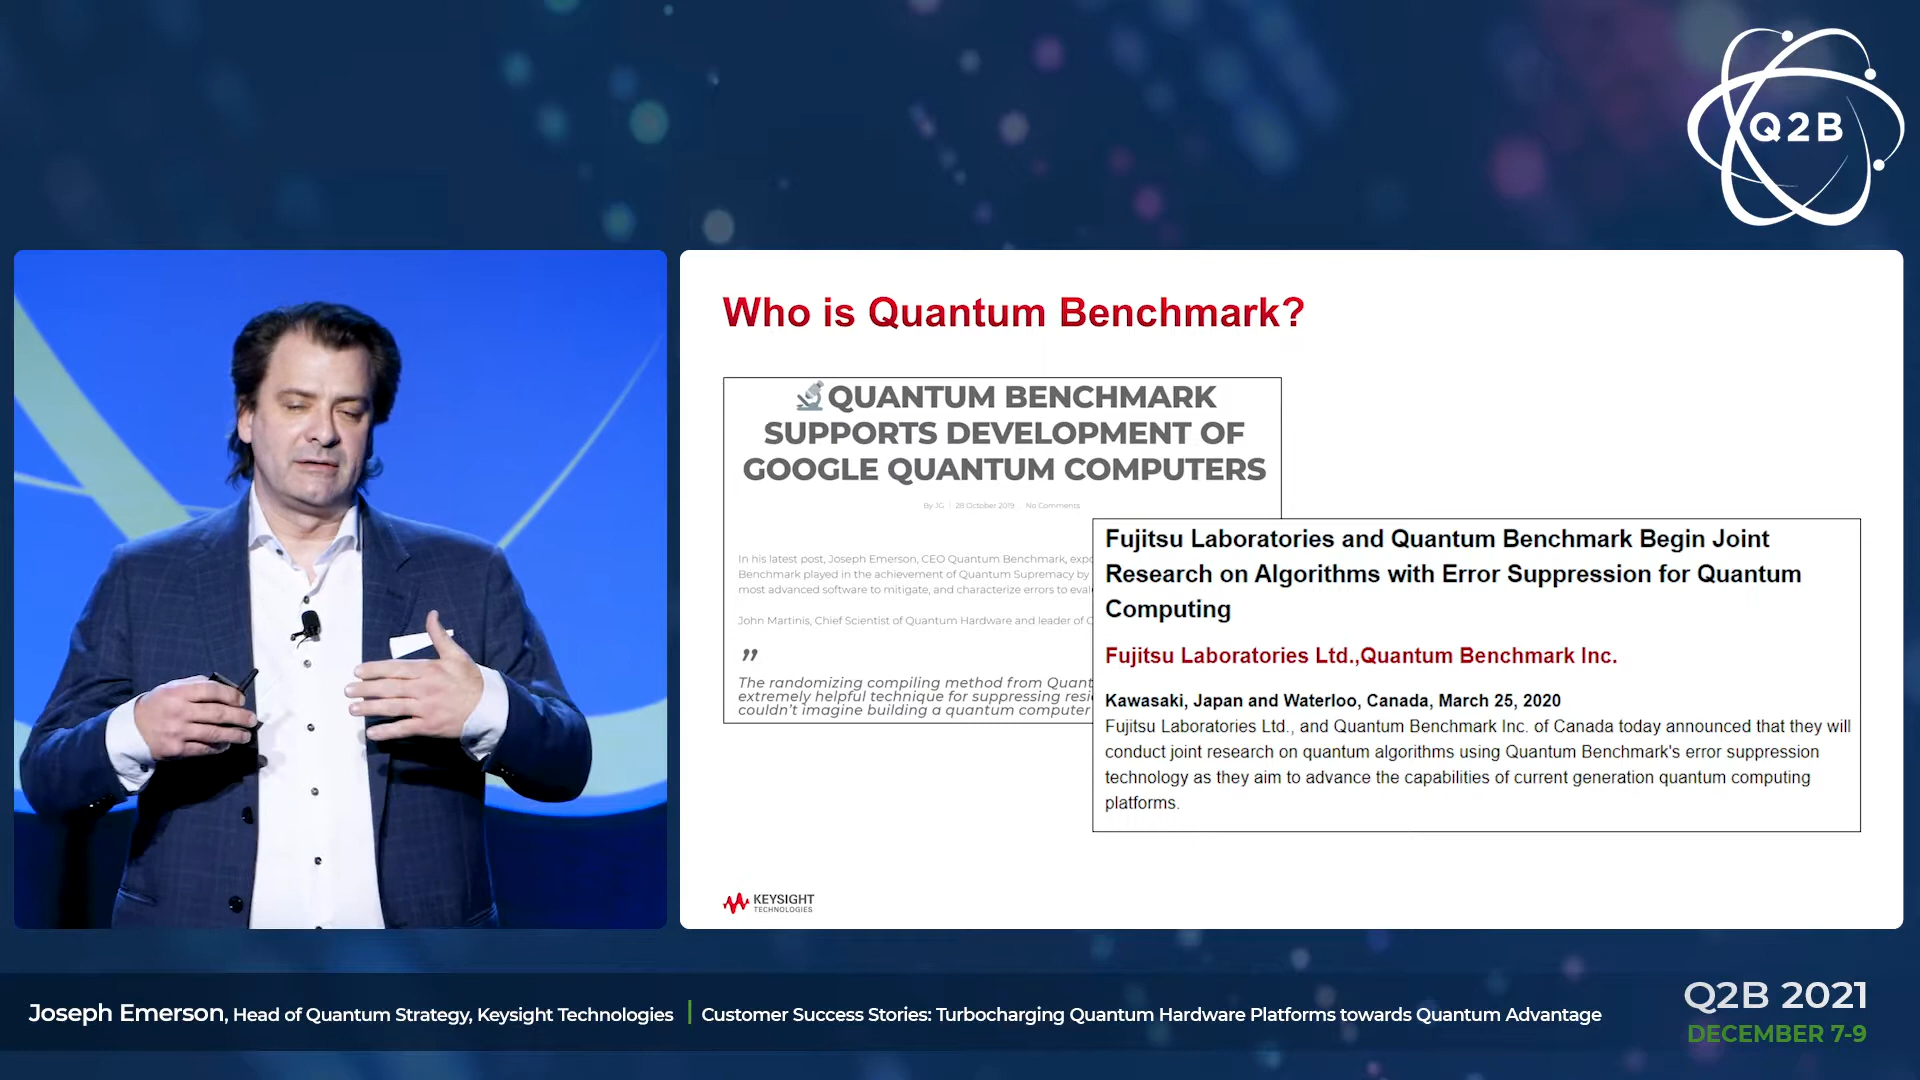 Q2B
Who is Quantum Benchmark?
QUANTUM BENCHMARK
SUPPORTS DEVELOPMENT OF
GOOGLE QUANTUM COMPUTERS
By JG | 28 October 2019 No Comments
In his latest post, Joseph Emerson, CEO Quantum Benchmark,
Benchmark played in the achievement of Quantum Supremacy by
most advanced software to mitigate, and characterize errors to
John Martinis, Chief Scientist of Quantum Hardware and leader of
”
The randomizing compiling method from
extremely helpful technique for suppressing
couldn't imagine building a quantum computer
Fujitsu Laboratories and Quantum Benchmark Begin Joint
Research on Algorithms with Error Suppression for Quantum
Computing
Fujitsu Laboratories Ltd.,Quantum Benchmark Inc.
Kawasaki, Japan and Waterloo, Canada, March 25, 2020
Fujitsu Laboratories Ltd., and Quantum Benchmark Inc. of Canada today announced that they will
conduct joint research on quantum algorithms using Quantum Benchmark's error suppression
technology as they aim to advance the capabilities of current generation quantum computing
platforms.
KEYSIGHT
TECHNOLOGIES
Joseph Emerson, Head of Quantum Strategy, Keysight Technologies | Customer Success Stories: Turbocharging Quantum Hardware Platforms towards Quantum Advantage
Q2B 2021
DECEMBER 7-9